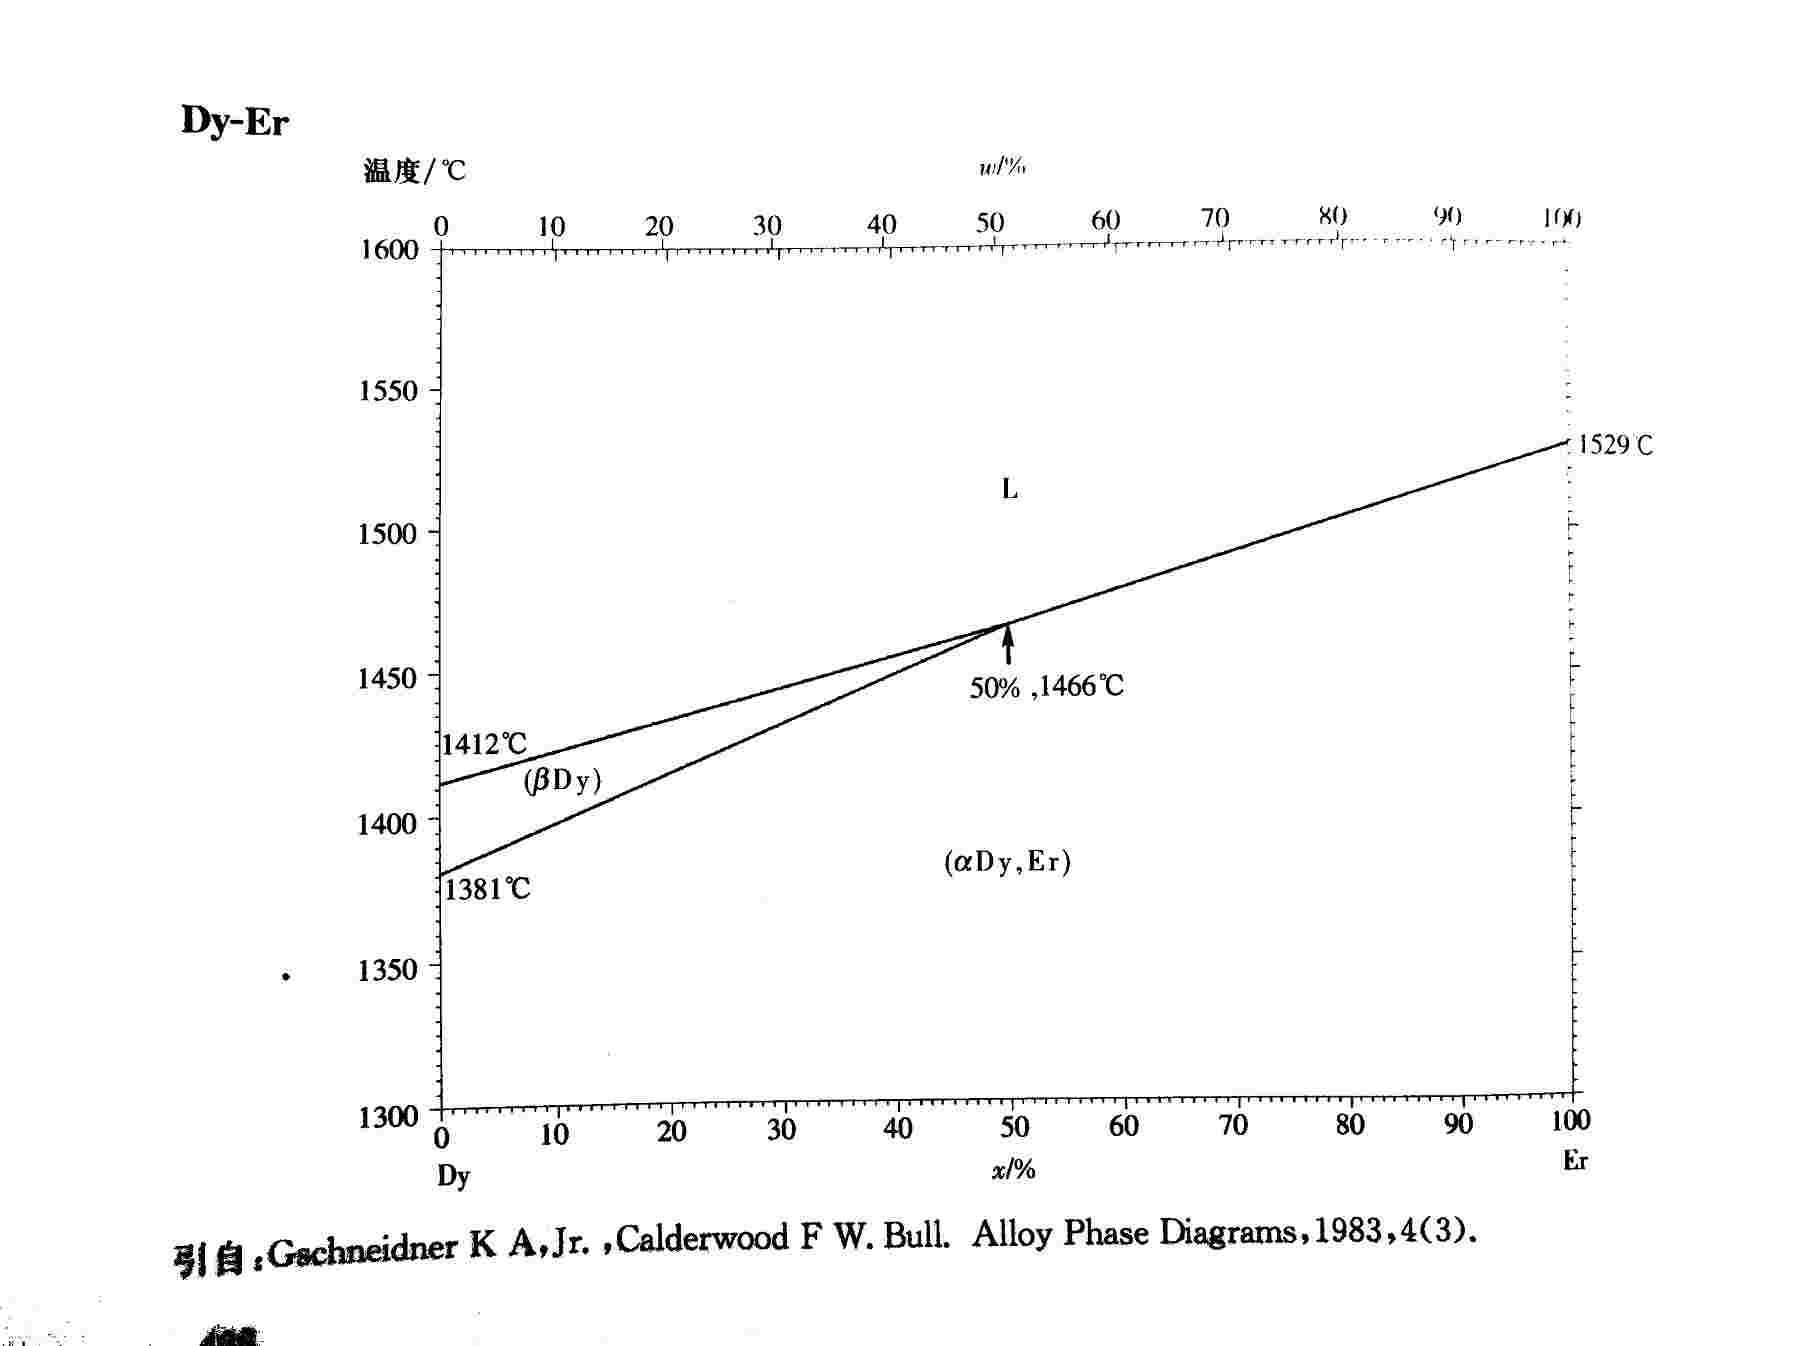 Dy-Er
温度/℃
w/%
0 10 20 30 40 50 60 70 80 90 100
1600
1550
1529℃
L
1500
1450
50%,1466℃
1412℃
(βDy)
1400
(αDy,Er)
1381℃
1350
1300
0 10 20 30 40 50 60 70 80 90 100
Dy x/% Er
引自:Gschneidner K A,Jr.,Calderwood F W. Bull. Alloy Phase Diagrams,1983,4(3).